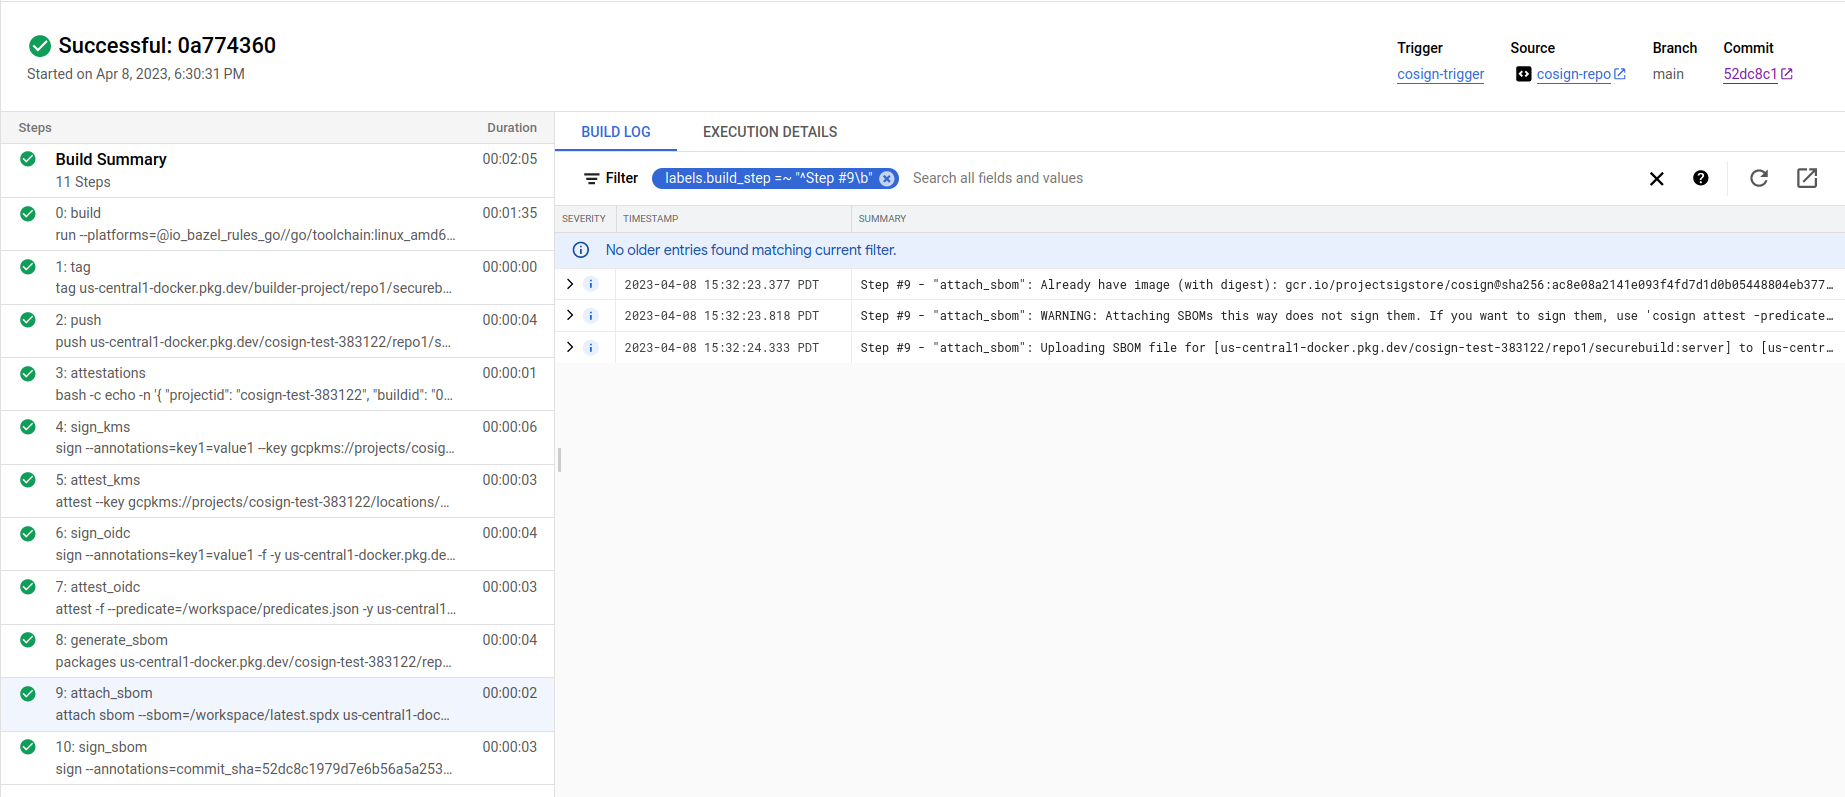 Successful: 0a774360
Started on Apr 8, 2023, 6:30:31 PM
Trigger
cosign-trigger
Source
cosign-repo
Branch
main
Commit
52dc8c1
Steps Duration
Build Summary 00:02:05
11 Steps
0: build 00:01:35
run --platforms=@io_bazel_rules_go//go/toolchain:linux_amd6...
1: tag 00:00:00
tag us-central1-docker.pkg.dev/builder-project/repo1/secureb...
2: push 00:00:04
push us-central1-docker.pkg.dev/cosign-test-383122/repo1/s...
3: attestations 00:00:01
bash -c echo -n '{ "projectid": "cosign-test-383122", "buildid": "0...
4: sign_kms 00:00:06
sign --annotations=key1=value1 --key gcpkms://projects/cosig...
5: attest_kms 00:00:03
attest --key gcpkms://projects/cosign-test-383122/locations/...
6: sign_oidc 00:00:04
sign --annotations=key1=value1 -f -y us-central1-docker.pkg.de...
7: attest_oidc 00:00:03
attest -f --predicate=/workspace/predicates.json -y us-central1...
8: generate_sbom 00:00:04
packages us-central1-docker.pkg.dev/cosign-test-383122/rep...
9: attach_sbom 00:00:02
attach sbom --sbom=/workspace/latest.spdx us-central1-doc...
10: sign_sbom 00:00:03
sign --annotations=commit_sha=52dc8c1979d7e6b56a5a253...
BUILD LOG EXECUTION DETAILS
Filter labels.build_step =~ "^Step #9\b" Search all fields and values
SEVERITY TIMESTAMP SUMMARY
No older entries found matching current filter.
2023-04-08 15:32:23.377 PDT Step #9 - "attach_sbom": Already have image (with digest): gcr.io/projectsigstore/cosign@sha256:ac8e08a2141e093f4fd7d1d0b05448804eb377...
2023-04-08 15:32:23.818 PDT Step #9 - "attach_sbom": WARNING: Attaching SBOMs this way does not sign them. If you want to sign them, use 'cosign attest -predicate...
2023-04-08 15:32:24.333 PDT Step #9 - "attach_sbom": Uploading SBOM file for [us-central1-docker.pkg.dev/cosign-test-383122/repo1/securebuild:server] to [us-centr...